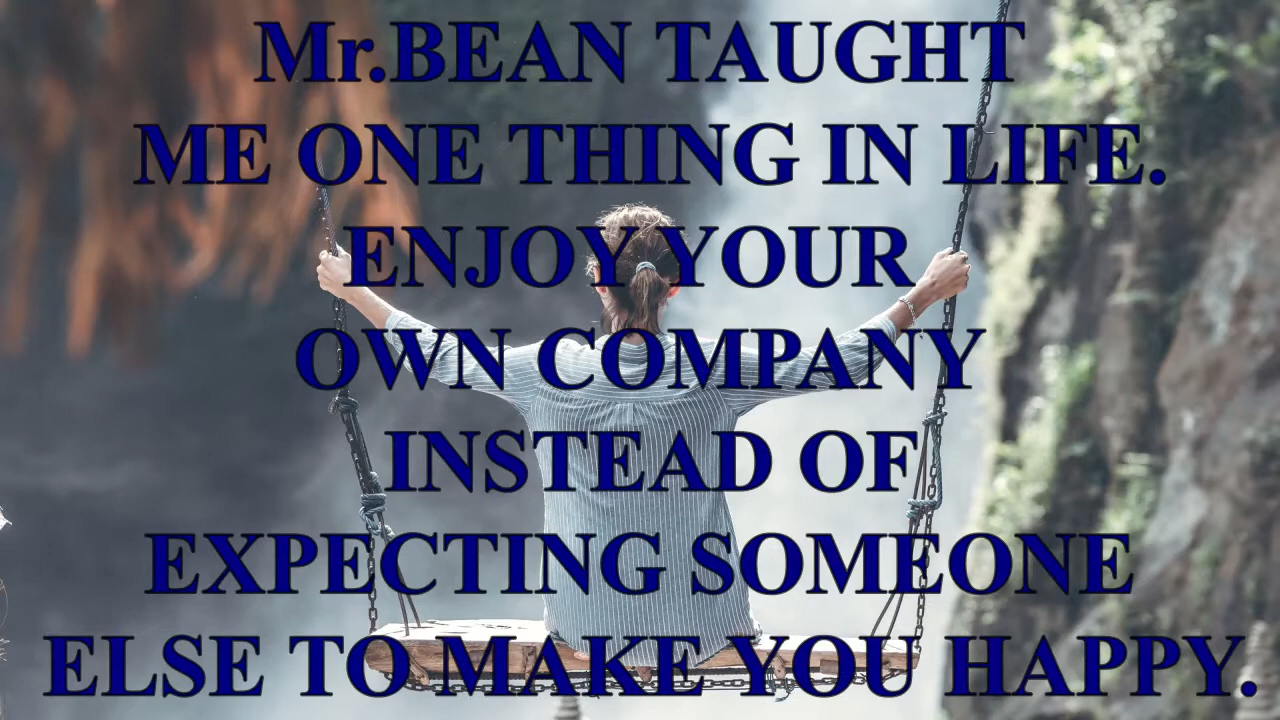 Mr.BEAN TAUGHT
ME ONE THING IN LIFE.
ENJOY YOUR
OWN COMPANY
INSTEAD OF
EXPECTING SOMEONE
ELSE TO MAKE YOU HAPPY.